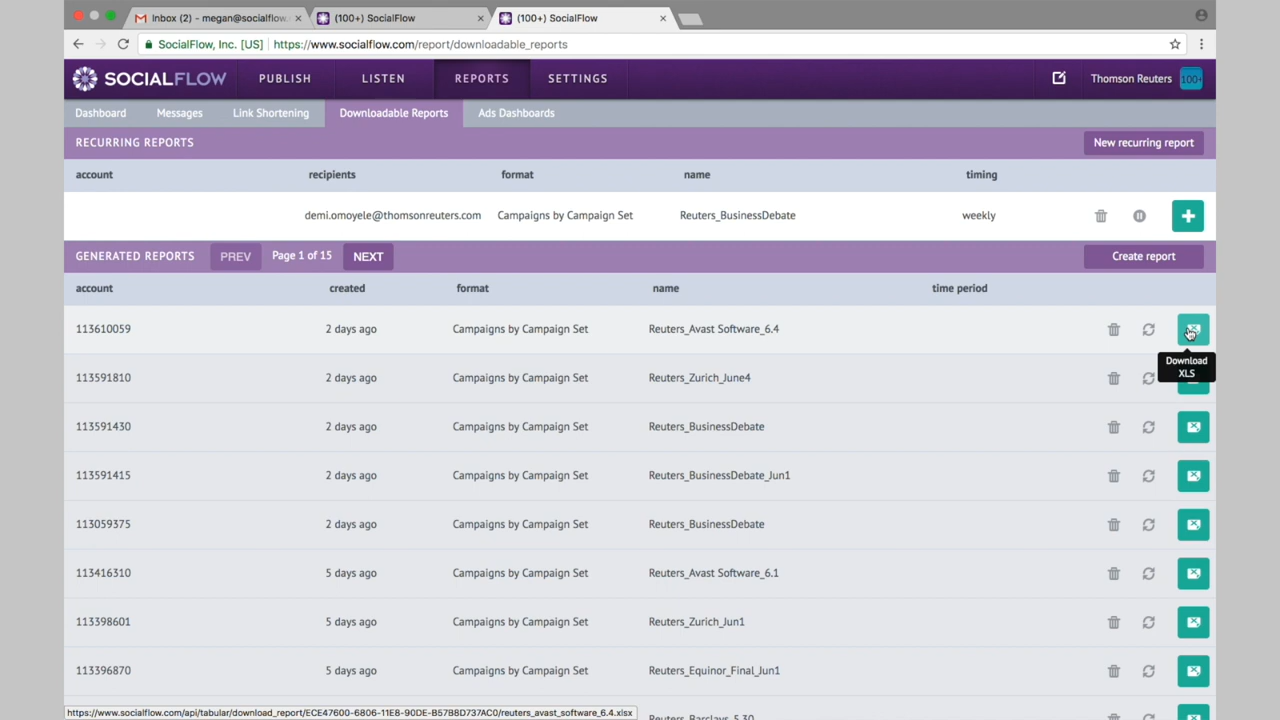 Inbox (2) - megan@socialflow.
(100+) SocialFlow
(100+) SocialFlow
SocialFlow, Inc. [US]
https://www.socialflow.com/report/downloadable_reports
SOCIALFLOW
PUBLISH
LISTEN
REPORTS
SETTINGS
Thomson Reuters
100+
Dashboard
Messages
Link Shortening
Downloadable Reports
Ads Dashboards
RECURRING REPORTS
New recurring report
account recipients format name timing
demi.omoyele@thomsonreuters.com Campaigns by Campaign Set Reuters_BusinessDebate weekly
GENERATED REPORTS
PREV
Page 1 of 15
NEXT
Create report
account created format name time period
113610059 2 days ago Campaigns by Campaign Set Reuters_Avast Software_6.4
Download
XLS
113591810 2 days ago Campaigns by Campaign Set Reuters_Zurich_June4
113591430 2 days ago Campaigns by Campaign Set Reuters_BusinessDebate
113591415 2 days ago Campaigns by Campaign Set Reuters_BusinessDebate_Jun1
113059375 2 days ago Campaigns by Campaign Set Reuters_BusinessDebate
113416310 5 days ago Campaigns by Campaign Set Reuters_Avast Software_6.1
113398601 5 days ago Campaigns by Campaign Set Reuters_Zurich_Jun1
113396870 5 days ago Campaigns by Campaign Set Reuters_Equinor_Final_Jun1
https://www.socialflow.com/api/tabular/download_report/ECE47600-6806-11E8-90DE-B57B8D737AC0/reuters_avast_software_6.4.xlsx
Reuters_Barclays_5.30